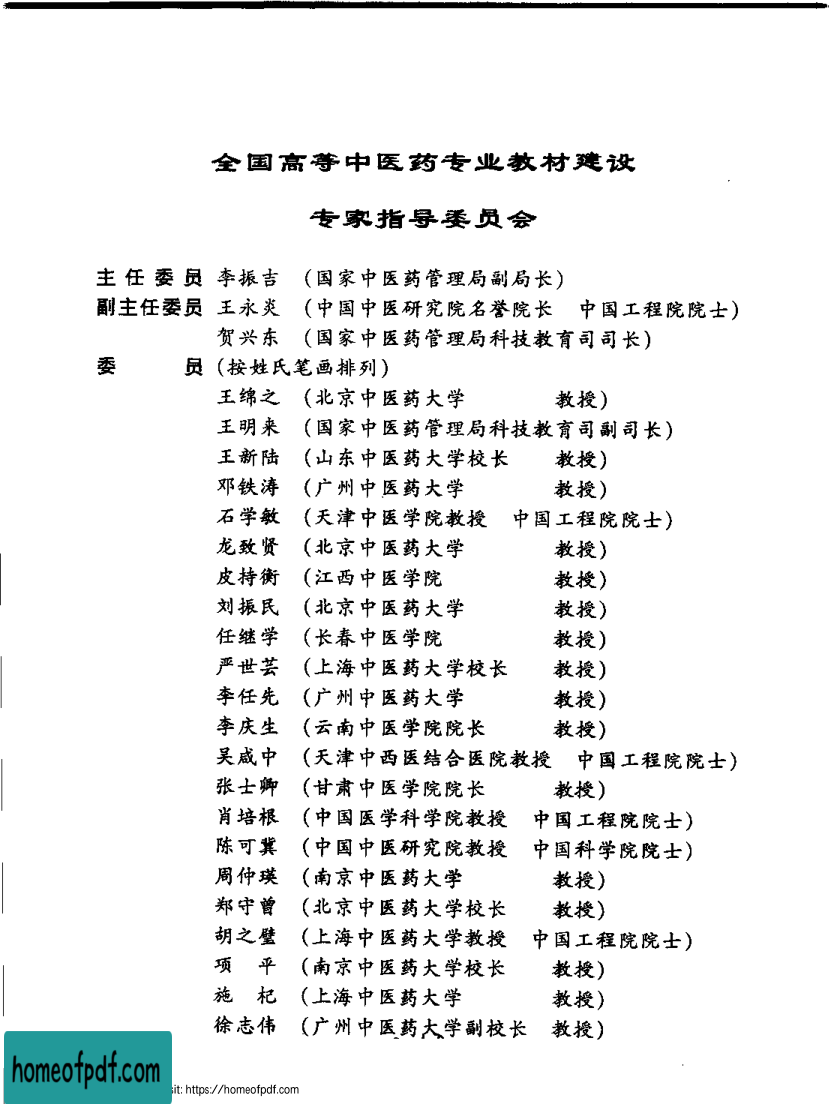 全国高等中医药专业教材建设
专家指导委员会
主任委员 李振吉 （国家中医药管理局副局长）
副主任委员 王永炎 （中国中医研究院名誉院长 中国工程院院士）
贺兴东 （国家中医药管理局科技教育司司长）
委 员 （按姓氏笔画排列）
王绵之 （北京中医药大学 教授）
王明来 （国家中医药管理局科技教育司副司长）
王新陆 （山东中医药大学校长 教授）
邓铁涛 （广州中医药大学 教授）
石学敏 （天津中医学院教授 中国工程院院士）
龙致贤 （北京中医药大学 教授）
皮持衡 （江西中医学院 教授）
刘振民 （北京中医药大学 教授）
任继学 （长春中医学院 教授）
严世芸 （上海中医药大学校长 教授）
李任先 （广州中医药大学 教授）
李庆生 （云南中医学院院长 教授）
吴咸中 （天津中西医结合医院教授 中国工程院院士）
张士卿 （甘肃中医学院院长 教授）
肖培根 （中国医学科学院教授 中国工程院院士）
陈可冀 （中国中医研究院教授 中国科学院院士）
周仲瑛 （南京中医药大学 教授）
郑守曾 （北京中医药大学校长 教授）
胡之璧 （上海中医药大学教授 中国工程院院士）
项 平 （南京中医药大学校长 教授）
施 杞 （上海中医药大学 教授）
徐志伟 （广州中医药大学副校长 教授）
homeofpdf.com
sit: https://homeofpdf.com